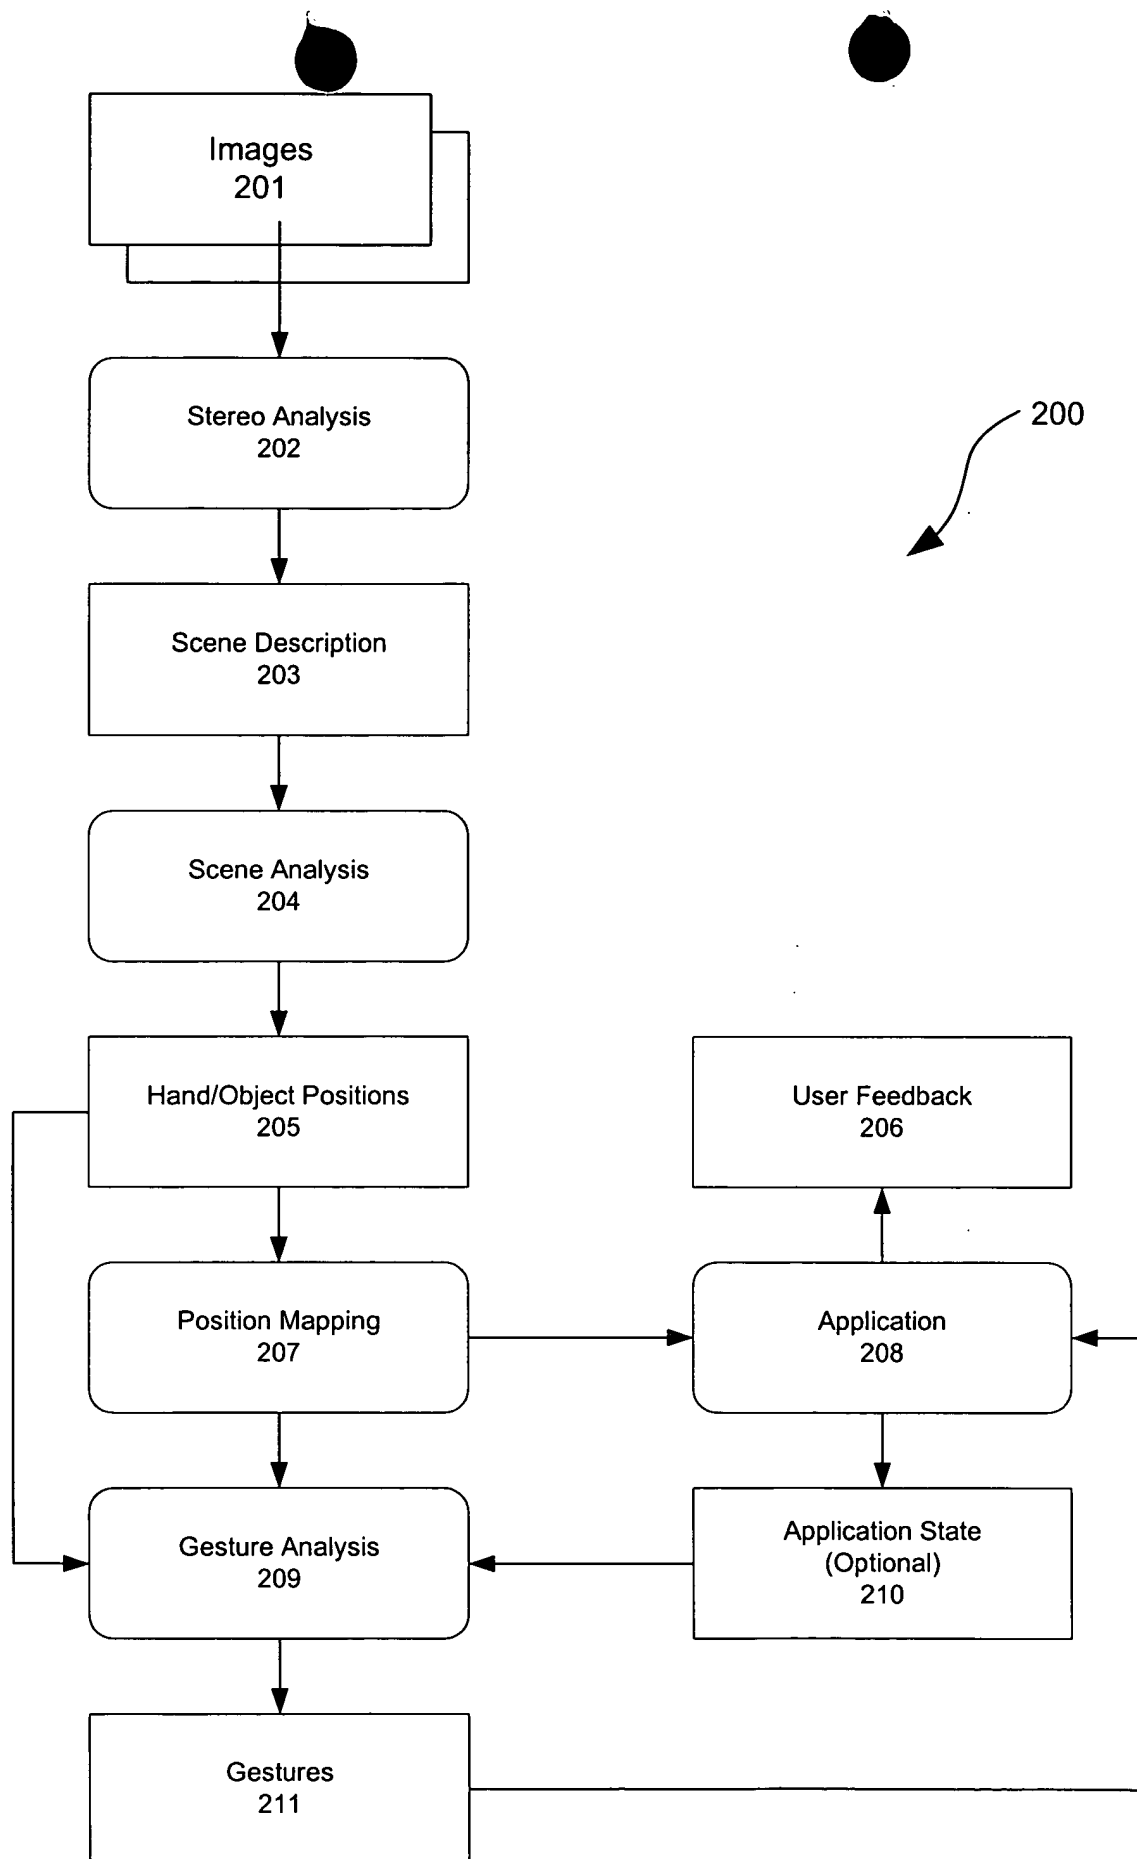 Images
201
Stereo Analysis
202
200
Scene Description
203
Scene Analysis
204
Hand/Object Positions
205
User Feedback
206
Position Mapping
207
Application
208
Gesture Analysis
209
Application State
(Optional)
210
Gestures
211